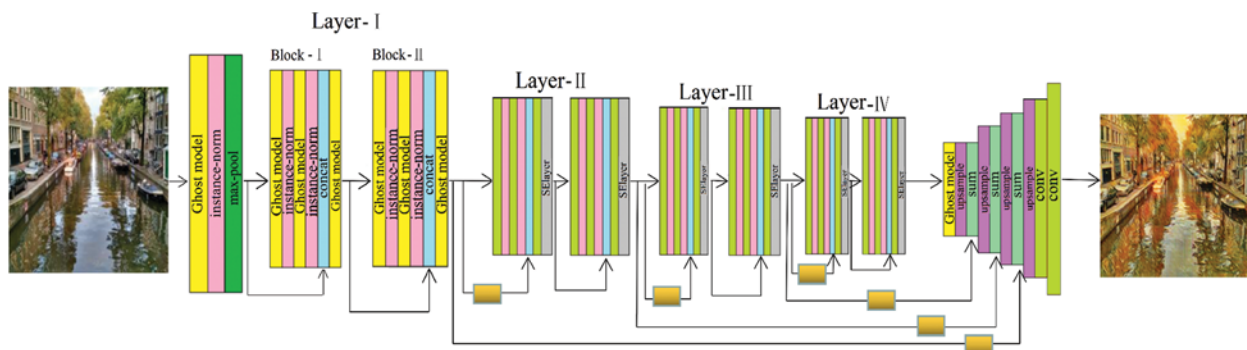 Layer-Ⅰ
Block-Ⅰ
Block-Ⅱ
Layer-Ⅱ
Layer-Ⅲ
Layer-Ⅳ
Ghost model
instance-norm
max-pool
Ghost model
instance-norm
Ghost model
instance-norm
concat
Ghost model
Ghost model
instance-norm
Ghost model
instance-norm
concat
Ghost model
SElayer
SElayer
SElayer
SElayer
SElayer
SElayer
Ghost model
upsample
sum
upsample
sum
upsample
sum
upsample
conv
conv